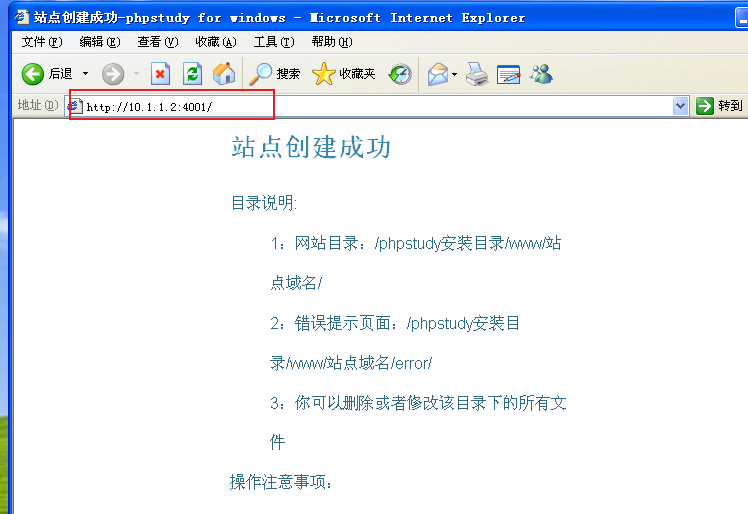 站点创建成功-phpstudy for windows - Microsoft Internet Explorer
文件(F) 编辑(E) 查看(V) 收藏(A) 工具(T) 帮助(H)
后退 搜索 收藏夹
地址(D) http://10.1.1.2:4001/ 转到
站点创建成功
目录说明:
1：网站目录：/phpstudy安装目录/www/站
点域名/
2：错误提示页面：/phpstudy安装目
录/www/站点域名/error/
3：你可以删除或者修改该目录下的所有文
件
操作注意事项：